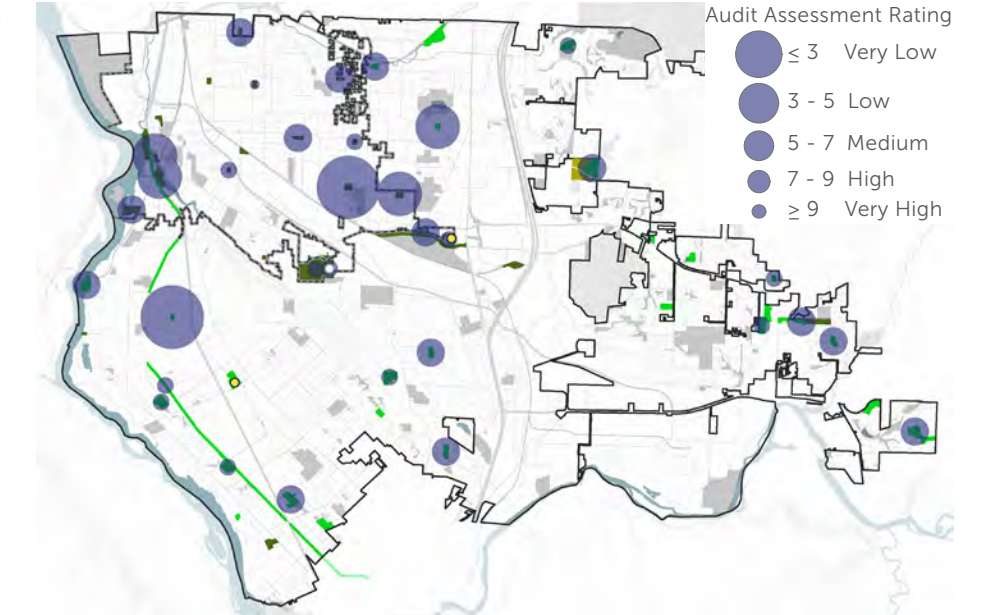 Audit Assessment Rating
≤ 3 Very Low
3 - 5 Low
5 - 7 Medium
7 - 9 High
≥ 9 Very High